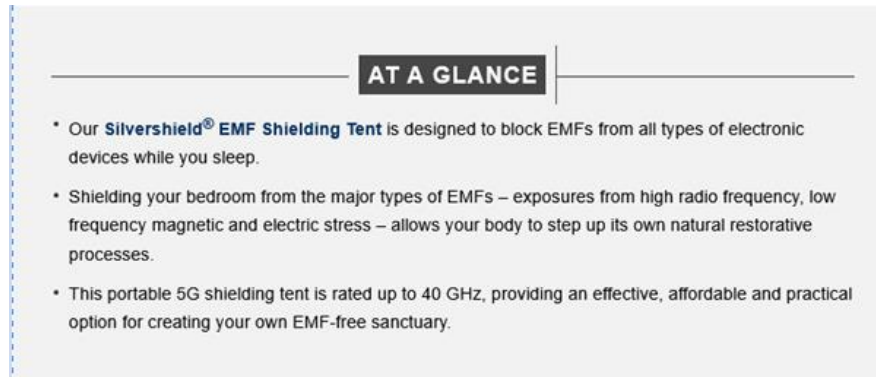 AT A GLANCE
• Our Silvershield® EMF Shielding Tent is designed to block EMFs from all types of electronic
devices while you sleep.
• Shielding your bedroom from the major types of EMFs – exposures from high radio frequency, low
frequency magnetic and electric stress – allows your body to step up its own natural restorative
processes.
• This portable 5G shielding tent is rated up to 40 GHz, providing an effective, affordable and practical
option for creating your own EMF-free sanctuary.